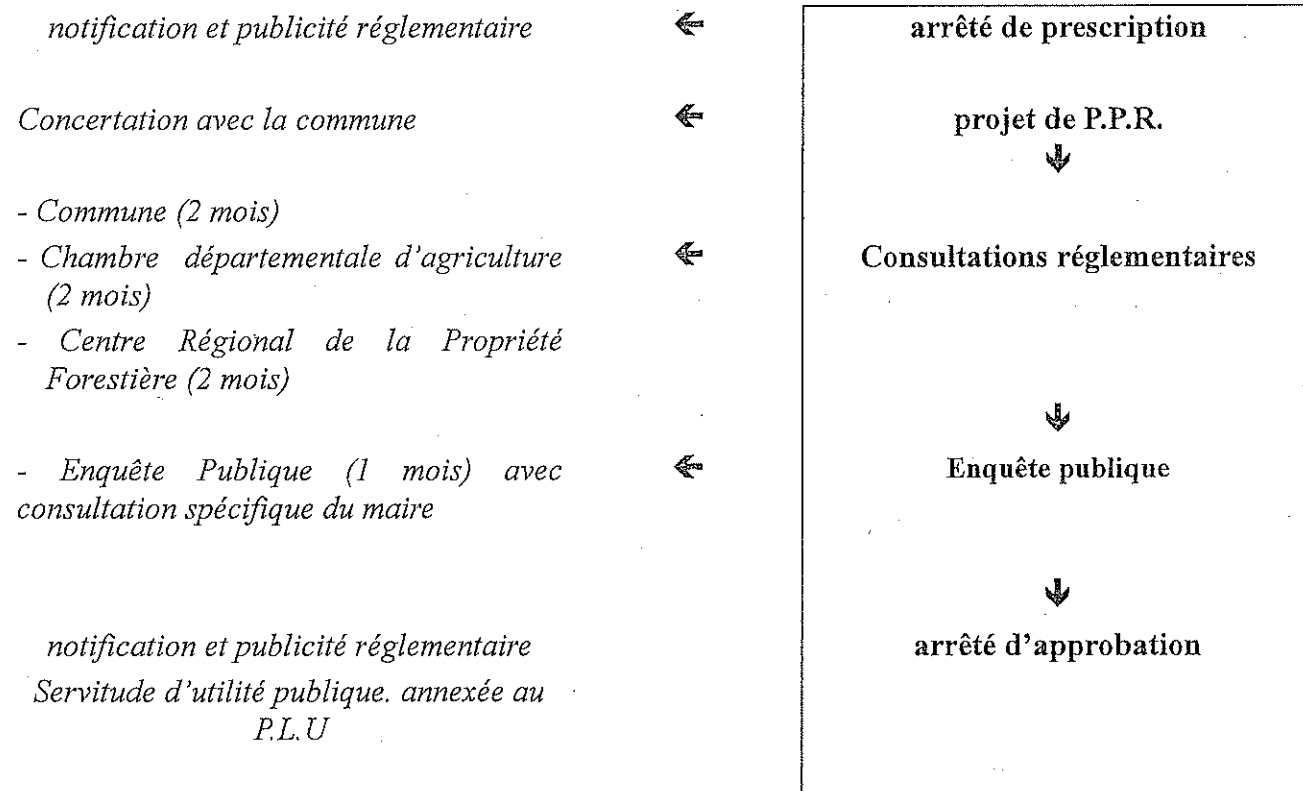 notification et publicité réglementaire ⇐ arrêté de prescription
Concertation avec la commune ⇐ projet de P.P.R.
⇓
- Commune (2 mois)
- Chambre départementale d'agriculture ⇐ Consultations réglementaires
(2 mois)
- Centre Régional de la Propriété
Forestière (2 mois)
⇓
- Enquête Publique (1 mois) avec ⇐ Enquête publique
consultation spécifique du maire
⇓
notification et publicité réglementaire arrêté d'approbation
Servitude d'utilité publique. annexée au
P.L.U